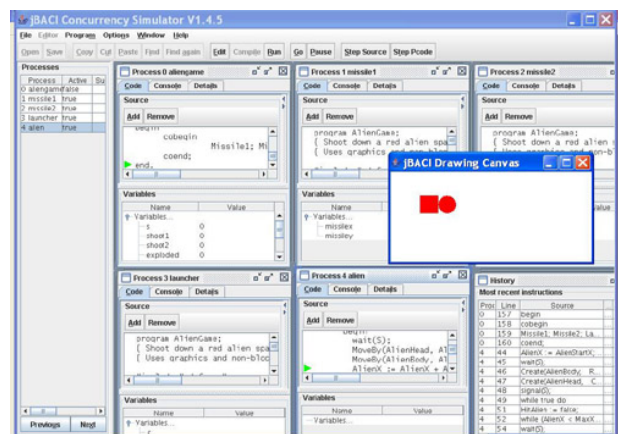 jBACI Concurrency Simulator V1.4.5
File Editor Program Options Window Help
Open Save Copy Cut Paste Find Find again Edit Compile Run Go Pause Step Source Step Pcode
Processes
Process Active Su
0 aliengame false
1 missile1 true
2 missile2 true
3 launcher true
4 alien true
Previous Next
Process 0 aliengame
Code Console Details
Source
Add Remove
begin
cobegin
Missile1; Mi
coend;
end.
Variables
Name Value
Variables...
s 0
shoot1 0
shoot2 0
exploded 0
Process 1 missile1
Code Console Details
Source
Add Remove
program AlienGame;
{ Shoot down a red alien spa
{ Uses graphics and non-bloc
Variables
Name Value
Variables...
missilex
missiley
Process 2 missile2
Code Console Details
Source
Add Remove
program AlienGame;
{ Shoot down a red alien s
jBACI Drawing Canvas
alue
Process 3 launcher
Code Console Details
Source
Add Remove
program AlienGame;
{ Shoot down a red alien spa
{ Uses graphics and non-bloc
Variables
Name Value
Variables...
Process 4 alien
Code Console Details
Source
Add Remove
begin
wait(S);
MoveBy(AlienHead, Al
MoveBy(AlienBody, Al
AlienX := AlienX + A
Variables
Name Value
Variables...
History
Most recent instructions
Proc Line Source
0 157 begin
0 158 cobegin
0 159 Missile1; Missile2; La...
0 160 coend;
4 44 AlienX := AlienStartX;
4 45 wait(S);
4 46 Create(AlienBody, R...
4 47 Create(AlienHead, C...
4 48 signal(S);
4 49 while true do
4 51 HitAlien := false;
4 52 while (AlienX < MaxX...
4 54 wait(S);